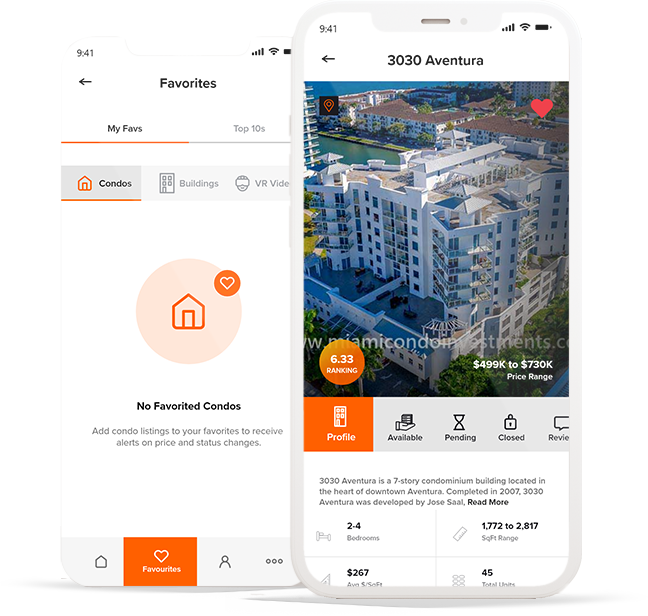 9:41
Favorites
My Favs
Top 10s
Condos
Buildings
VR Vide
No Favorited Condos
Add condo listings to your favorites to receive
alerts on price and status changes.
Favourites
9:41
3030 Aventura
www.miamicondoinvestments.co
6.33
RANKING
$499K to $730K
Price Range
Profile
Available
Pending
Closed
Revie
3030 Aventura is a 7-story condominium building located in
the heart of downtown Aventura. Completed in 2007, 3030
Aventura was developed by Jose Saal, Read More
2-4
Bedrooms
1,772 to 2,817
SqFt Range
$267
Avg $/SqFt
45
Total Units